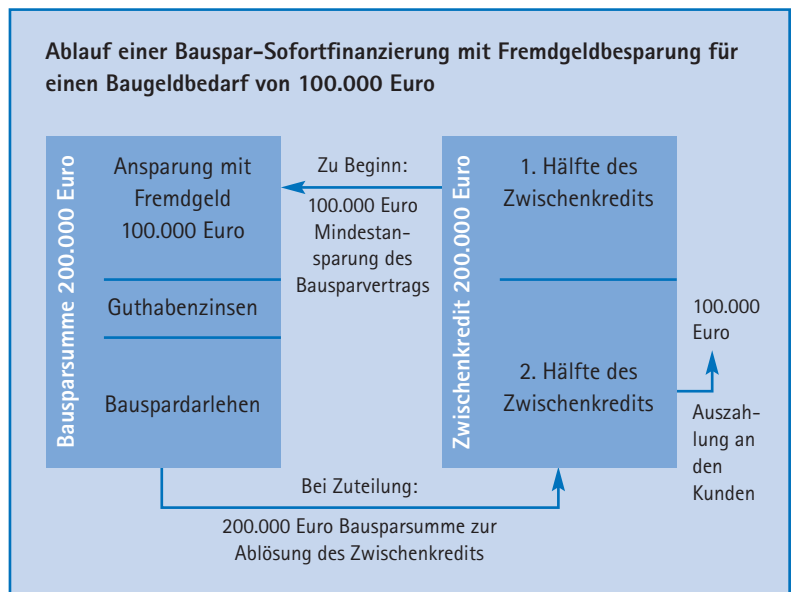 Ablauf einer Bauspar-Sofortfinanzierung mit Fremdgeldbesparung für
einen Baugeldbedarf von 100.000 Euro
Bausparsumme 200.000 Euro
Ansparung mit
Fremdgeld
100.000 Euro
Guthabenzinsen
Bauspardarlehen
Zu Beginn:
100.000 Euro
Mindestan-
sparung des
Bausparvertrags
Zwischenkredit 200.000 Euro
1. Hälfte des
Zwischenkredits
2. Hälfte des
Zwischenkredits
100.000
Euro
Auszah-
lung an
den
Kunden
Bei Zuteilung:
200.000 Euro Bausparsumme zur
Ablösung des Zwischenkredits